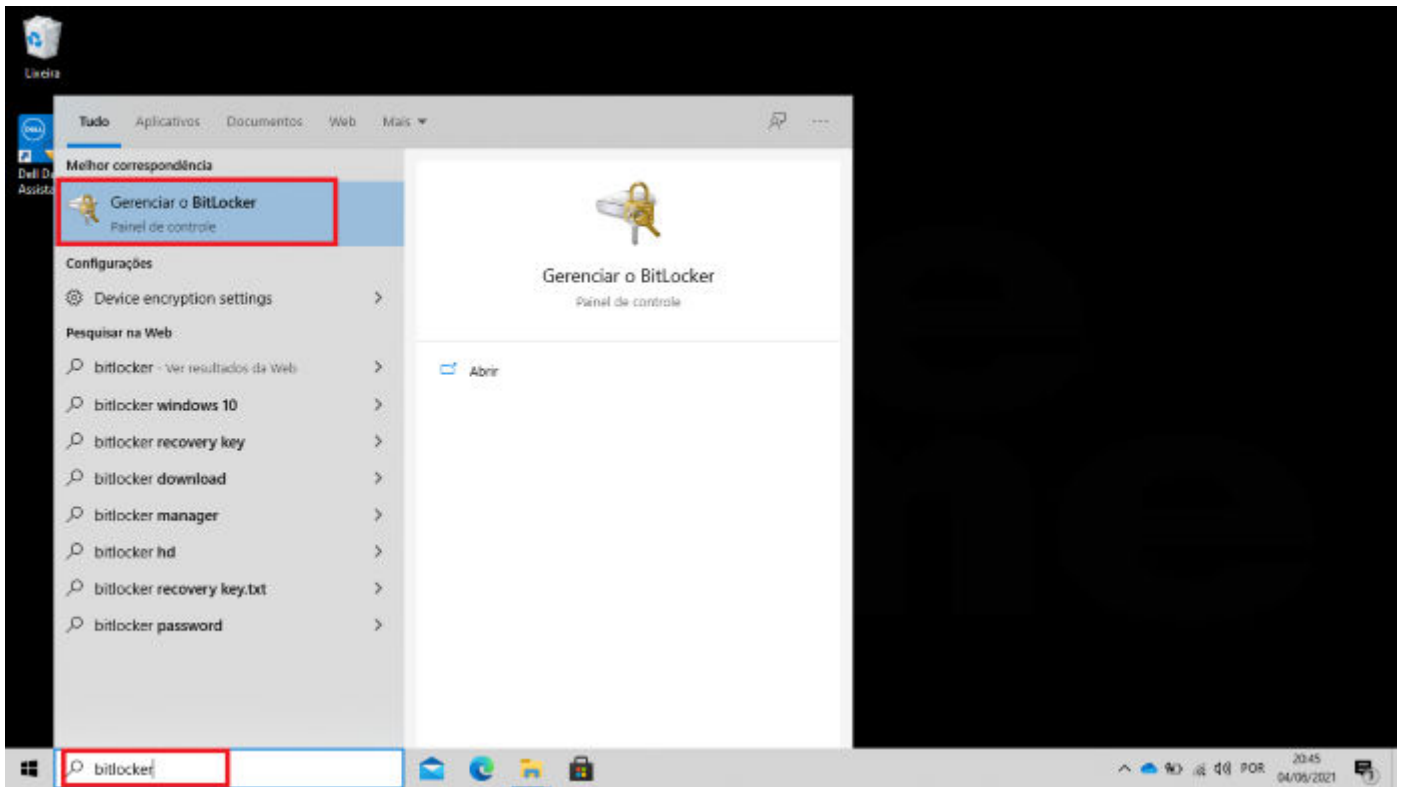 Lixeira
DELL
Dell D
Assista
Tudo Aplicativos Documentos Web Mais
Melhor correspondência
Gerenciar o BitLocker
Painel de controle
Configurações
Device encryption settings
Pesquisar na Web
bitlocker - Ver resultados da Web
bitlocker windows 10
bitlocker recovery key
bitlocker download
bitlocker manager
bitlocker hd
bitlocker recovery key.txt
bitlocker password
Gerenciar o BitLocker
Painel de controle
Abrir
bitlocker
POR
20:45
04/08/2021